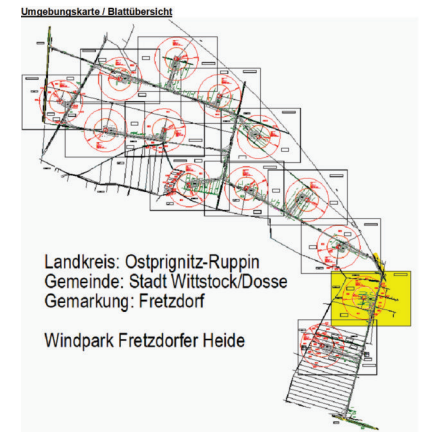 Umgebungskarte / Blattübersicht
Landkreis: Ostprignitz-Ruppin
Gemeinde: Stadt Wittstock/Dosse
Gemarkung: Fretzdorf
Windpark Fretzdorfer Heide